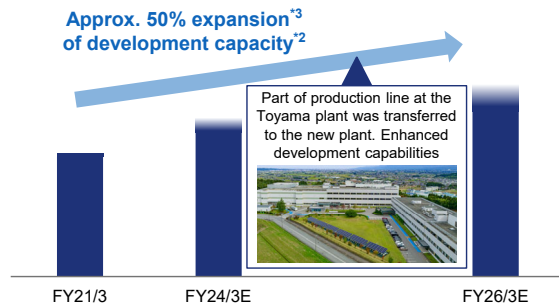 Approx. 50% expansion*3
of development capacity*2
Part of production line at the
Toyama plant was transferred
to the new plant. Enhanced
development capabilities
FY21/3
FY24/3E
FY26/3E